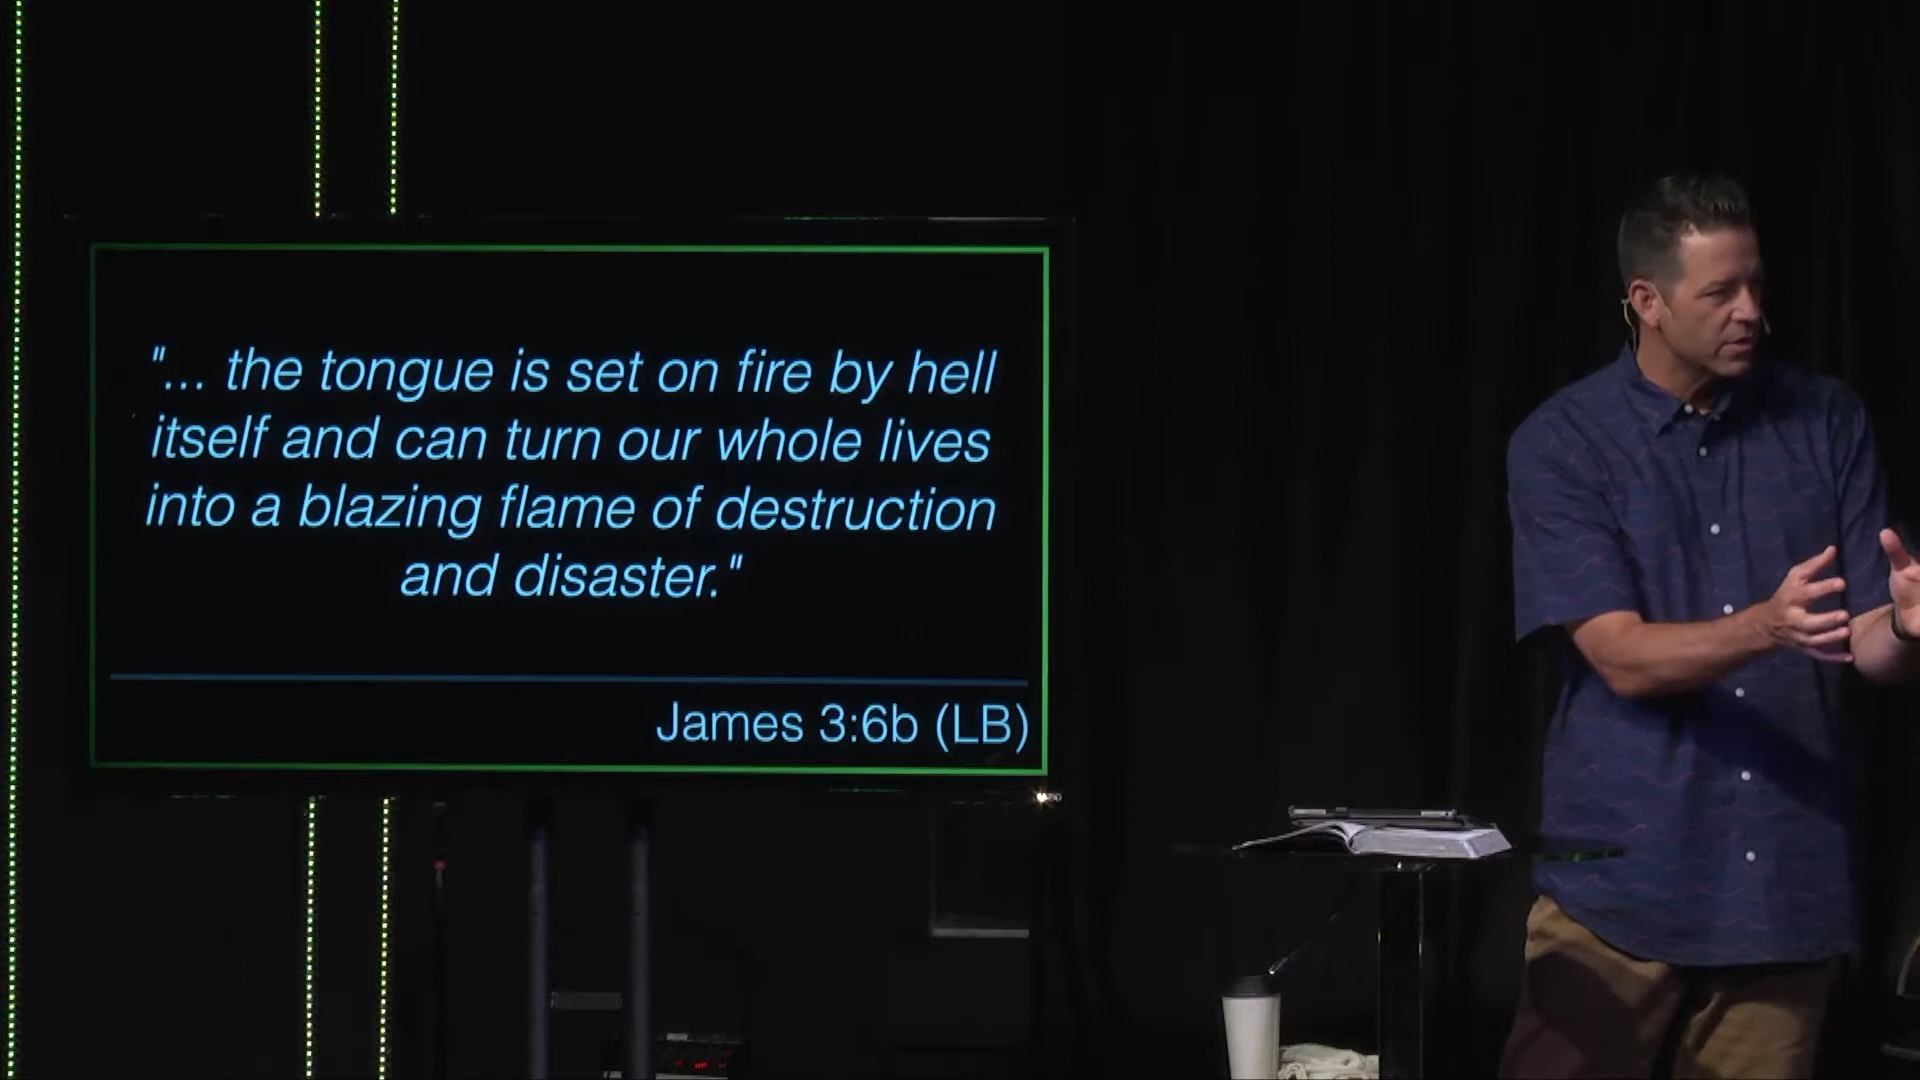 "... the tongue is set on fire by hell
itself and can turn our whole lives
into a blazing flame of destruction
and disaster."
James 3:6b (LB)